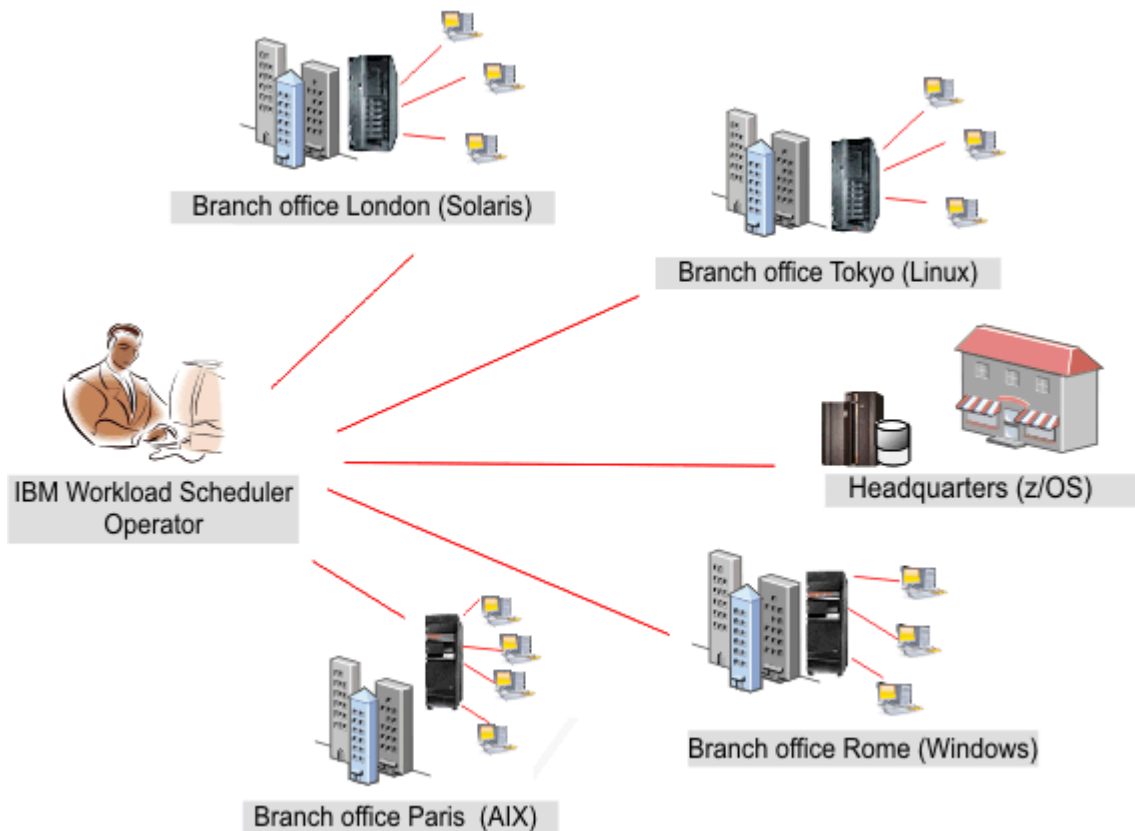 Branch office London (Solaris)
Branch office Tokyo (Linux)
IBM Workload Scheduler
Operator
Headquarters (z/OS)
Branch office Rome (Windows)
Branch office Paris (AIX)